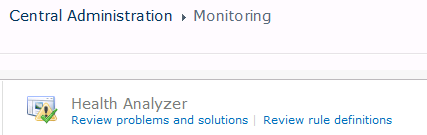 Central Administration ▸ Monitoring
Health Analyzer
Review problems and solutions | Review rule definitions